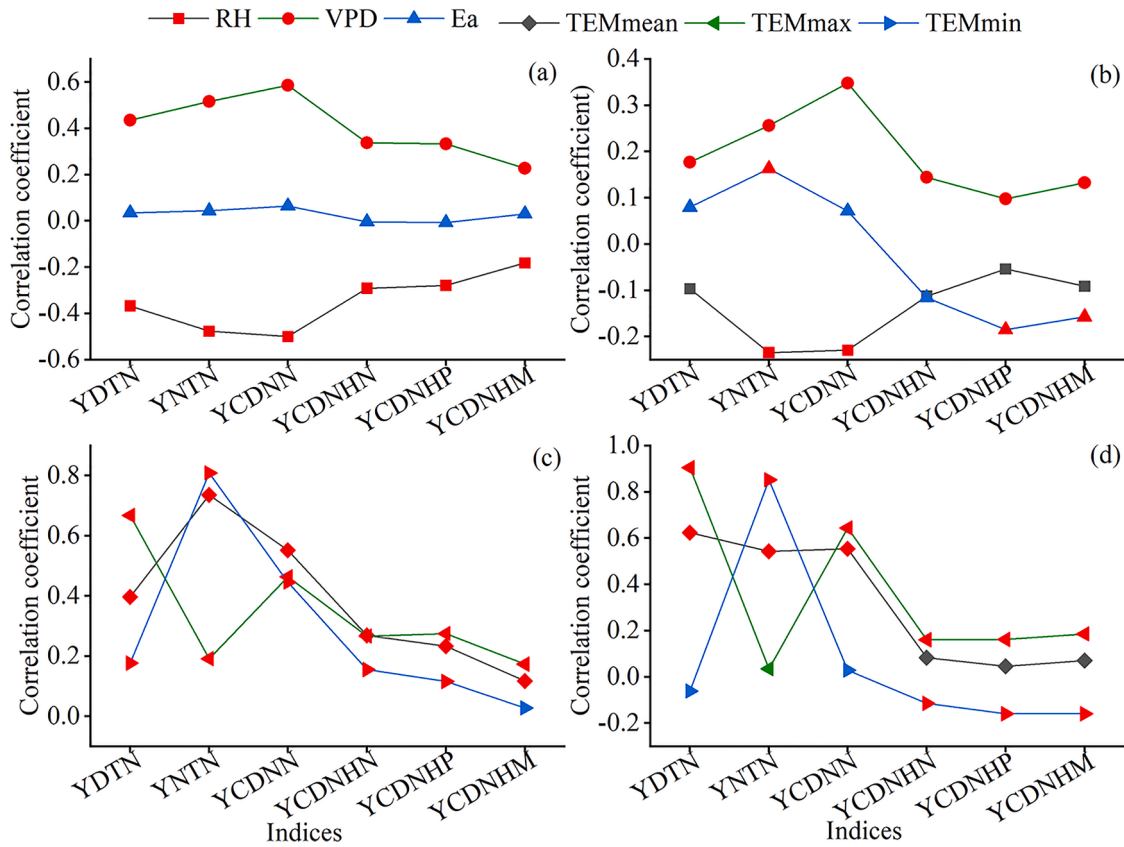 RH VPD Ea TEMmean TEMmax TEMmin
(a)
Correlation coefficient
0.6
0.4
0.2
0.0
-0.2
-0.4
-0.6
YDTN YNTN YCDNN YCDNHN YCDNHP YCDNHM
(b)
Correlation coefficient)
0.4
0.3
0.2
0.1
0.0
-0.1
-0.2
YDTN YNTN YCDNN YCDNHN YCDNHP YCDNHM
(c)
Correlation coefficient
0.8
0.6
0.4
0.2
0.0
YDTN YNTN YCDNN YCDNHN YCDNHP YCDNHM
Indices
(d)
Correlation coefficient
1.0
0.8
0.6
0.4
0.2
0.0
-0.2
YDTN YNTN YCDNN YCDNHN YCDNHP YCDNHM
Indices